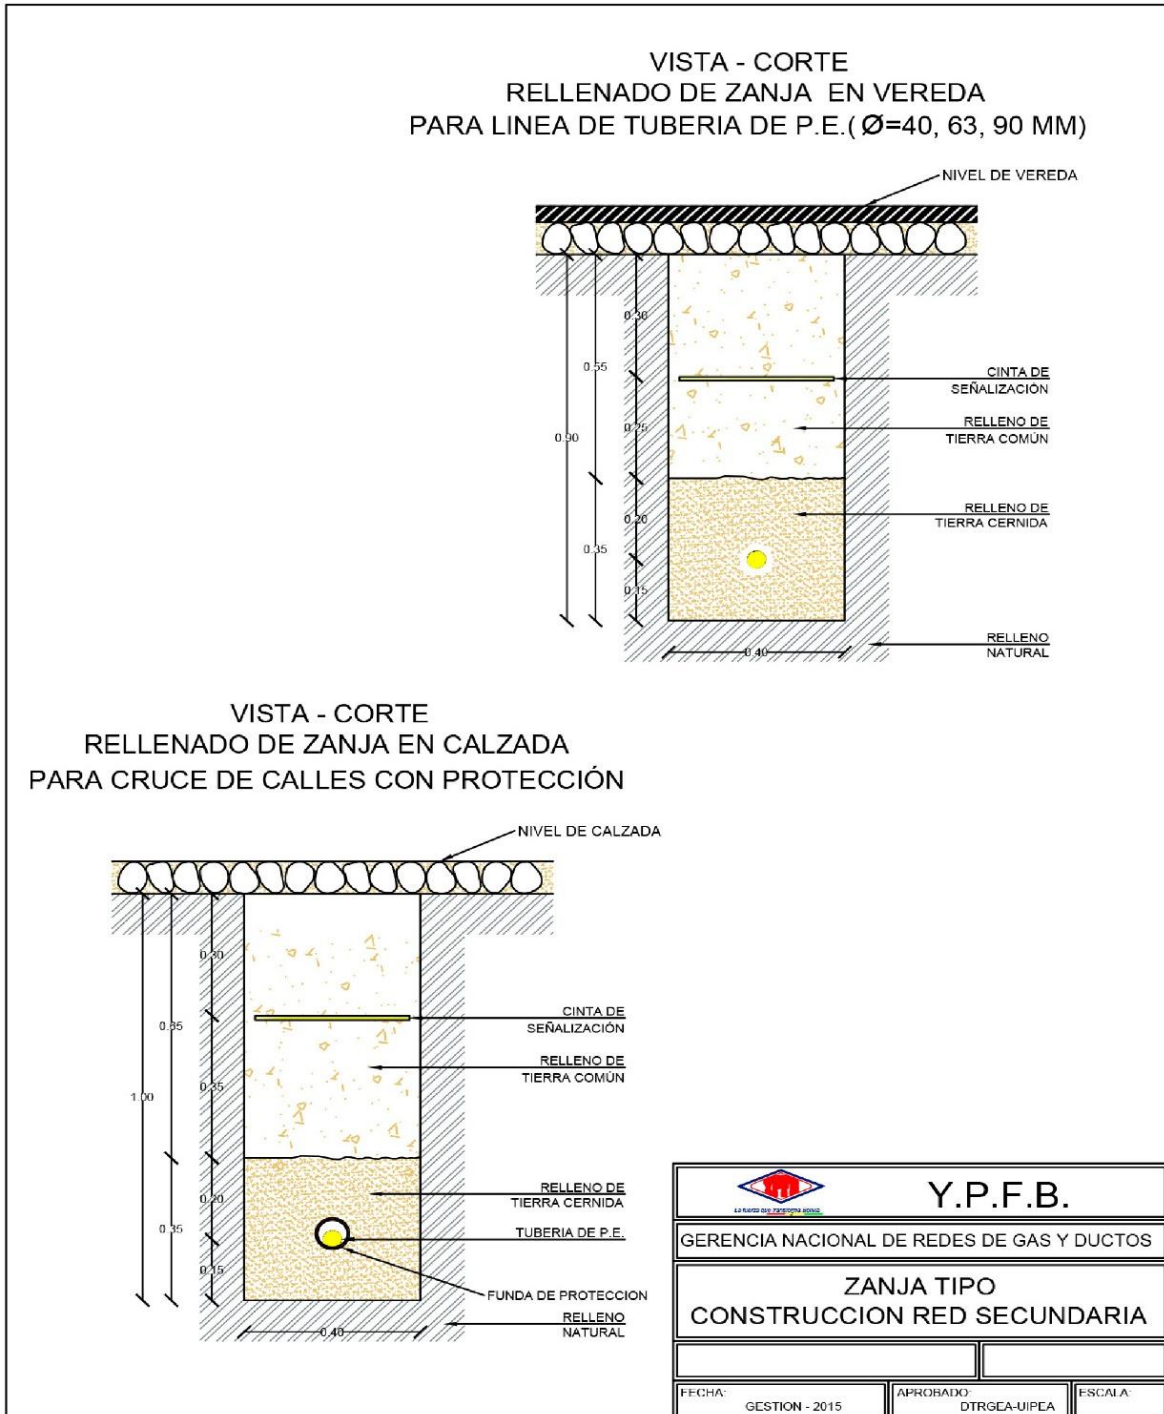 VISTA - CORTE
RELLENADO DE ZANJA EN VEREDA
PARA LINEA DE TUBERIA DE P.E.( Ø=40, 63, 90 MM)
NIVEL DE VEREDA
0.30
0.55
CINTA DE
SEÑALIZACIÓN
0.25
RELLENO DE
TIERRA COMÚN
0.90
0.20
RELLENO DE
TIERRA CERNIDA
0.35
0.15
RELLENO
NATURAL
0.40
VISTA - CORTE
RELLENADO DE ZANJA EN CALZADA
PARA CRUCE DE CALLES CON PROTECCIÓN
NIVEL DE CALZADA
0.30
0.65
CINTA DE
SEÑALIZACIÓN
RELLENO DE
TIERRA COMÚN
0.35
1.00
RELLENO DE
TIERRA CERNIDA
0.20
0.35
TUBERIA DE P.E.
0.15
FUNDA DE PROTECCION
RELLENO
NATURAL
0.40
Y.P.F.B.
GERENCIA NACIONAL DE REDES DE GAS Y DUCTOS
ZANJA TIPO
CONSTRUCCION RED SECUNDARIA
FECHA:
GESTION - 2015
APROBADO:
DTRGEA-UIPEA
ESCALA: